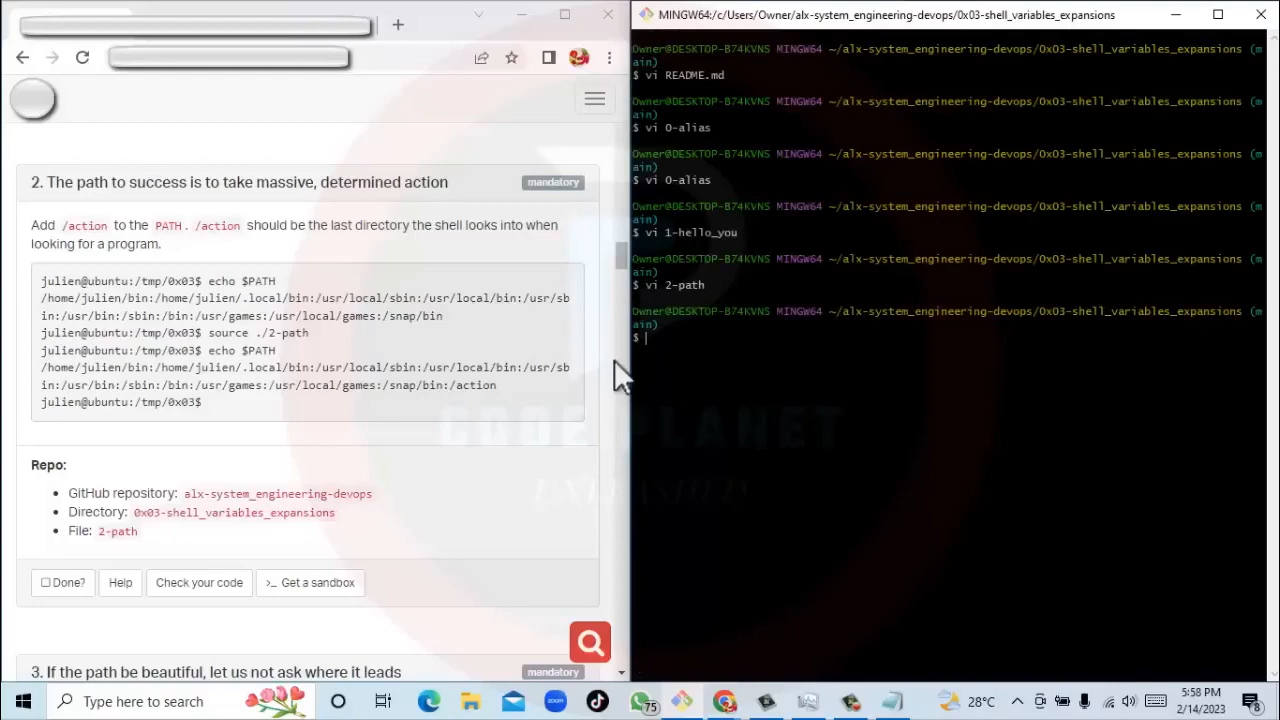 MINGW64:/c/Users/Owner/alx-system_engineering-devops/0x03-shell_variables_expansions
2. The path to success is to take massive, determined action
mandatory
Add /action to the PATH. /action should be the last directory the shell looks into when
looking for a program.
julien@ubuntu:/tmp/0x03$ echo $PATH
/home/julien/bin:/home/julien/.local/bin:/usr/local/sbin:/usr/local/bin:/usr/sb
in:/usr/bin:/sbin:/bin:/usr/games:/usr/local/games:/snap/bin
julien@ubuntu:/tmp/0x03$ source ./2-path
julien@ubuntu:/tmp/0x03$ echo $PATH
/home/julien/bin:/home/julien/.local/bin:/usr/local/sbin:/usr/local/bin:/usr/sb
in:/usr/bin:/sbin:/bin:/usr/games:/usr/local/games:/snap/bin:/action
julien@ubuntu:/tmp/0x03$
Repo:
GitHub repository: alx-system_engineering-devops
Directory: 0x03-shell_variables_expansions
File: 2-path
Done?
Help
Check your code
>_ Get a sandbox
3. If the path be beautiful, let us not ask where it leads
mandatory
Owner@DESKTOP-B74KVNS MINGW64 ~/alx-system_engineering-devops/0x03-shell_variables_expansions (m
ain)
$ vi README.md
Owner@DESKTOP-B74KVNS MINGW64 ~/alx-system_engineering-devops/0x03-shell_variables_expansions (m
ain)
$ vi 0-alias
Owner@DESKTOP-B74KVNS MINGW64 ~/alx-system_engineering-devops/0x03-shell_variables_expansions (m
ain)
$ vi 0-alias
Owner@DESKTOP-B74KVNS MINGW64 ~/alx-system_engineering-devops/0x03-shell_variables_expansions (m
ain)
$ vi 1-hello_you
Owner@DESKTOP-B74KVNS MINGW64 ~/alx-system_engineering-devops/0x03-shell_variables_expansions (m
ain)
$ vi 2-path
Owner@DESKTOP-B74KVNS MINGW64 ~/alx-system_engineering-devops/0x03-shell_variables_expansions (m
ain)
$
CODE PLANET
Type here to search
zoom
75
28°C
5:58 PM
2/14/2023
8